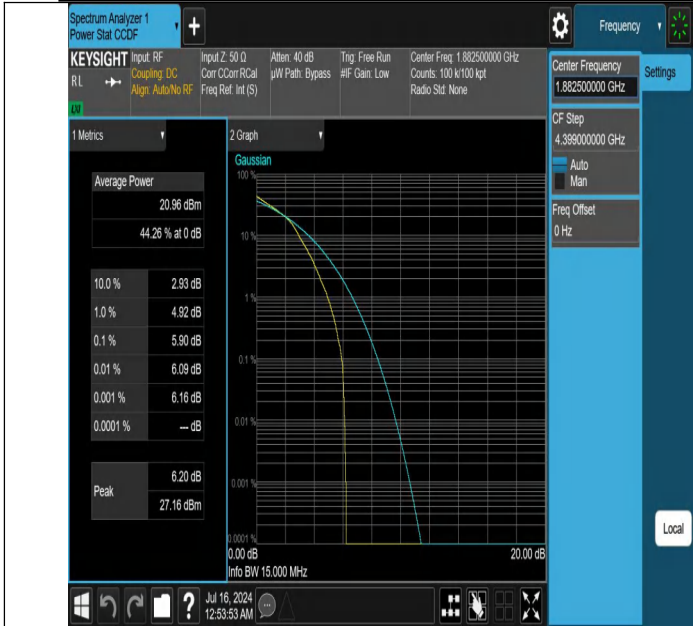 Spectrum Analyzer 1
Power Stat CCDF
+
Frequency
KEYSIGHT
RL
LXI
Input: RF
Coupling: DC
Align: Auto/No RF
Input Z: 50 Ω
Corr CCorr RCal
Freq Ref: Int (S)
Atten: 40 dB
µW Path: Bypass
Trig: Free Run
#IF Gain: Low
Center Freq: 1.882500000 GHz
Counts: 100 k/100 kpt
Radio Std: None
Center Frequency
1.882500000 GHz
Settings
CF Step
4.399000000 GHz
Auto
Man
Freq Offset
0 Hz
1 Metrics
Average Power
20.96 dBm
44.26 % at 0 dB
10.0 % 2.93 dB
1.0 % 4.92 dB
0.1 % 5.90 dB
0.01 % 6.09 dB
0.001 % 6.16 dB
0.0001 % --- dB
Peak
6.20 dB
27.16 dBm
2 Graph
Gaussian
100 %
10 %
1 %
0.1 %
0.01 %
0.001 %
0.0001 %
0.00 dB 20.00 dB
Info BW 15.000 MHz
Local
?
Jul 16, 2024
12:53:53 AM